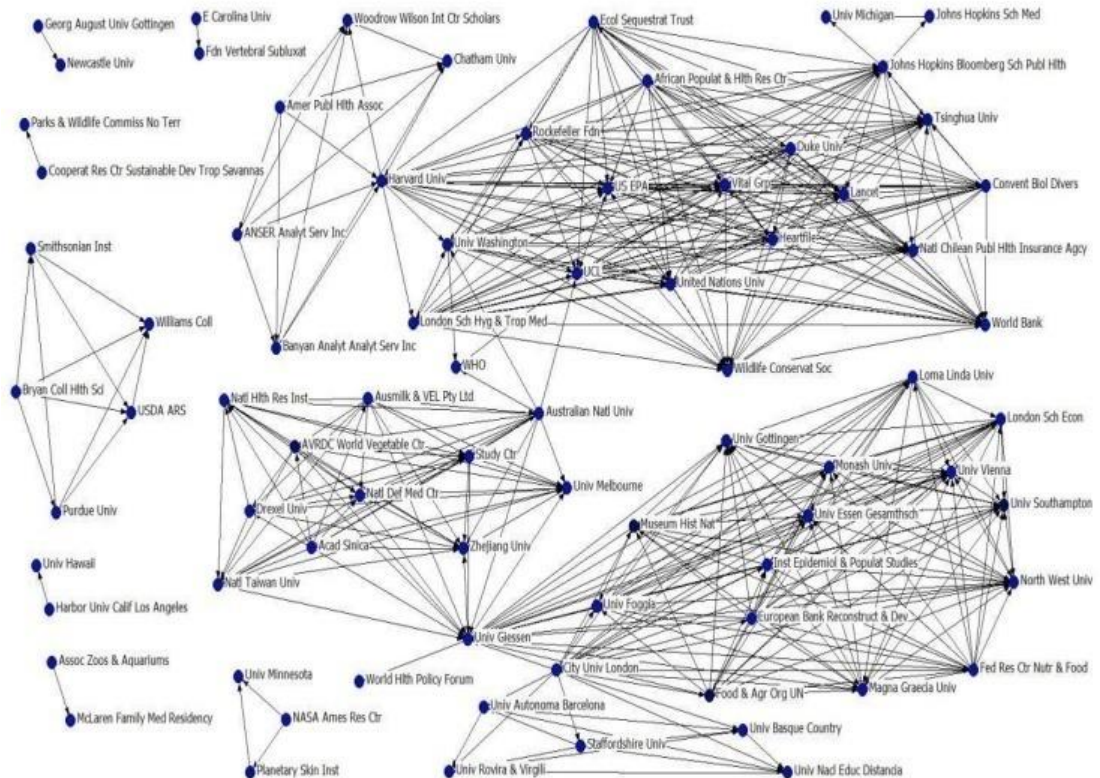 Georg August Univ Gottingen
Newcastle Univ
E Carolina Univ
Fdn Vertebral Subluxat
Woodrow Wilson Int Ctr Scholars
Chatham Univ
Ecol Sequestrat Trust
Univ Michigan
Johns Hopkins Sch Med
Johns Hopkins Bloomberg Sch Publ Hlth
African Populat & Hlth Res Ctr
Amer Publ Hlth Assoc
Parks & Wildlife Commiss No Terr
Rockefeller Fdn
Tsinghua Univ
Duke Univ
Cooperat Res Ctr Sustainable Dev Trop Savannas
Harvard Univ
US EPA
Vital Grp
Lancet
Convent Biol Divers
ANSER Analyt Serv Inc
Univ Washington
Heartfile
Natl Chilean Publ Hlth Insurance Agcy
Smithsonian Inst
UCL
United Nations Univ
Williams Coll
London Sch Hyg & Trop Med
World Bank
Banyan Analyt Analyt Serv Inc
WHO
Wildlife Conservat Soc
Bryan Coll Hlth Sci
USDA ARS
Loma Linda Univ
Natl Hlth Res Inst
Ausmilk & VEL Pty Ltd
Australian Natl Univ
London Sch Econ
AVRDC World Vegetable Ctr
Study Ctr
Univ Gottingen
Monash Univ
Univ Vienna
Natl Def Med Ctr
Univ Melbourne
Purdue Univ
Drexel Univ
Univ Essen Gesamthsch
Univ Southampton
Museum Hist Nat
Acad Sinica
Zhejiang Univ
Univ Hawaii
Inst Epidemiol & Populat Studies
Natl Taiwan Univ
North West Univ
Harbor Univ Calif Los Angeles
Univ Foggia
European Bank Reconstruct & Dev
Univ Giessen
Assoc Zoos & Aquariums
Univ Minnesota
World Hlth Policy Forum
City Univ London
Fed Res Ctr Nutr & Food
Food & Agr Org UN
Magna Graecia Univ
McLaren Family Med Residency
NASA Ames Res Ctr
Univ Autonoma Barcelona
Univ Basque Country
Staffordshire Univ
Planetary Skin Inst
Univ Rovira & Virgili
Univ Nacl Educ Distancia